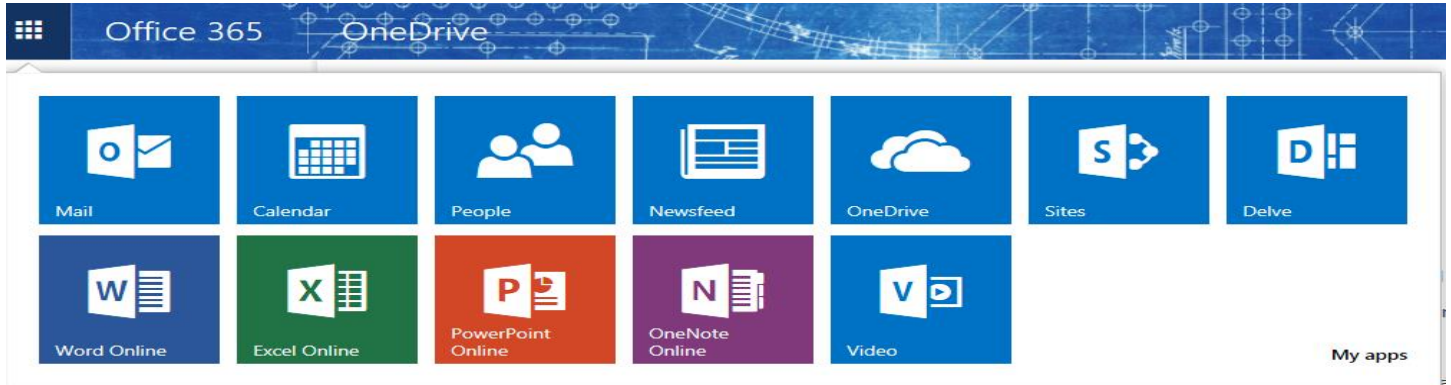 Office 365 OneDrive
O
S
D
Mail Calendar People Newsfeed OneDrive Sites Delve
W
X
P
N
V
Word Online Excel Online PowerPoint
Online OneNote
Online Video My apps